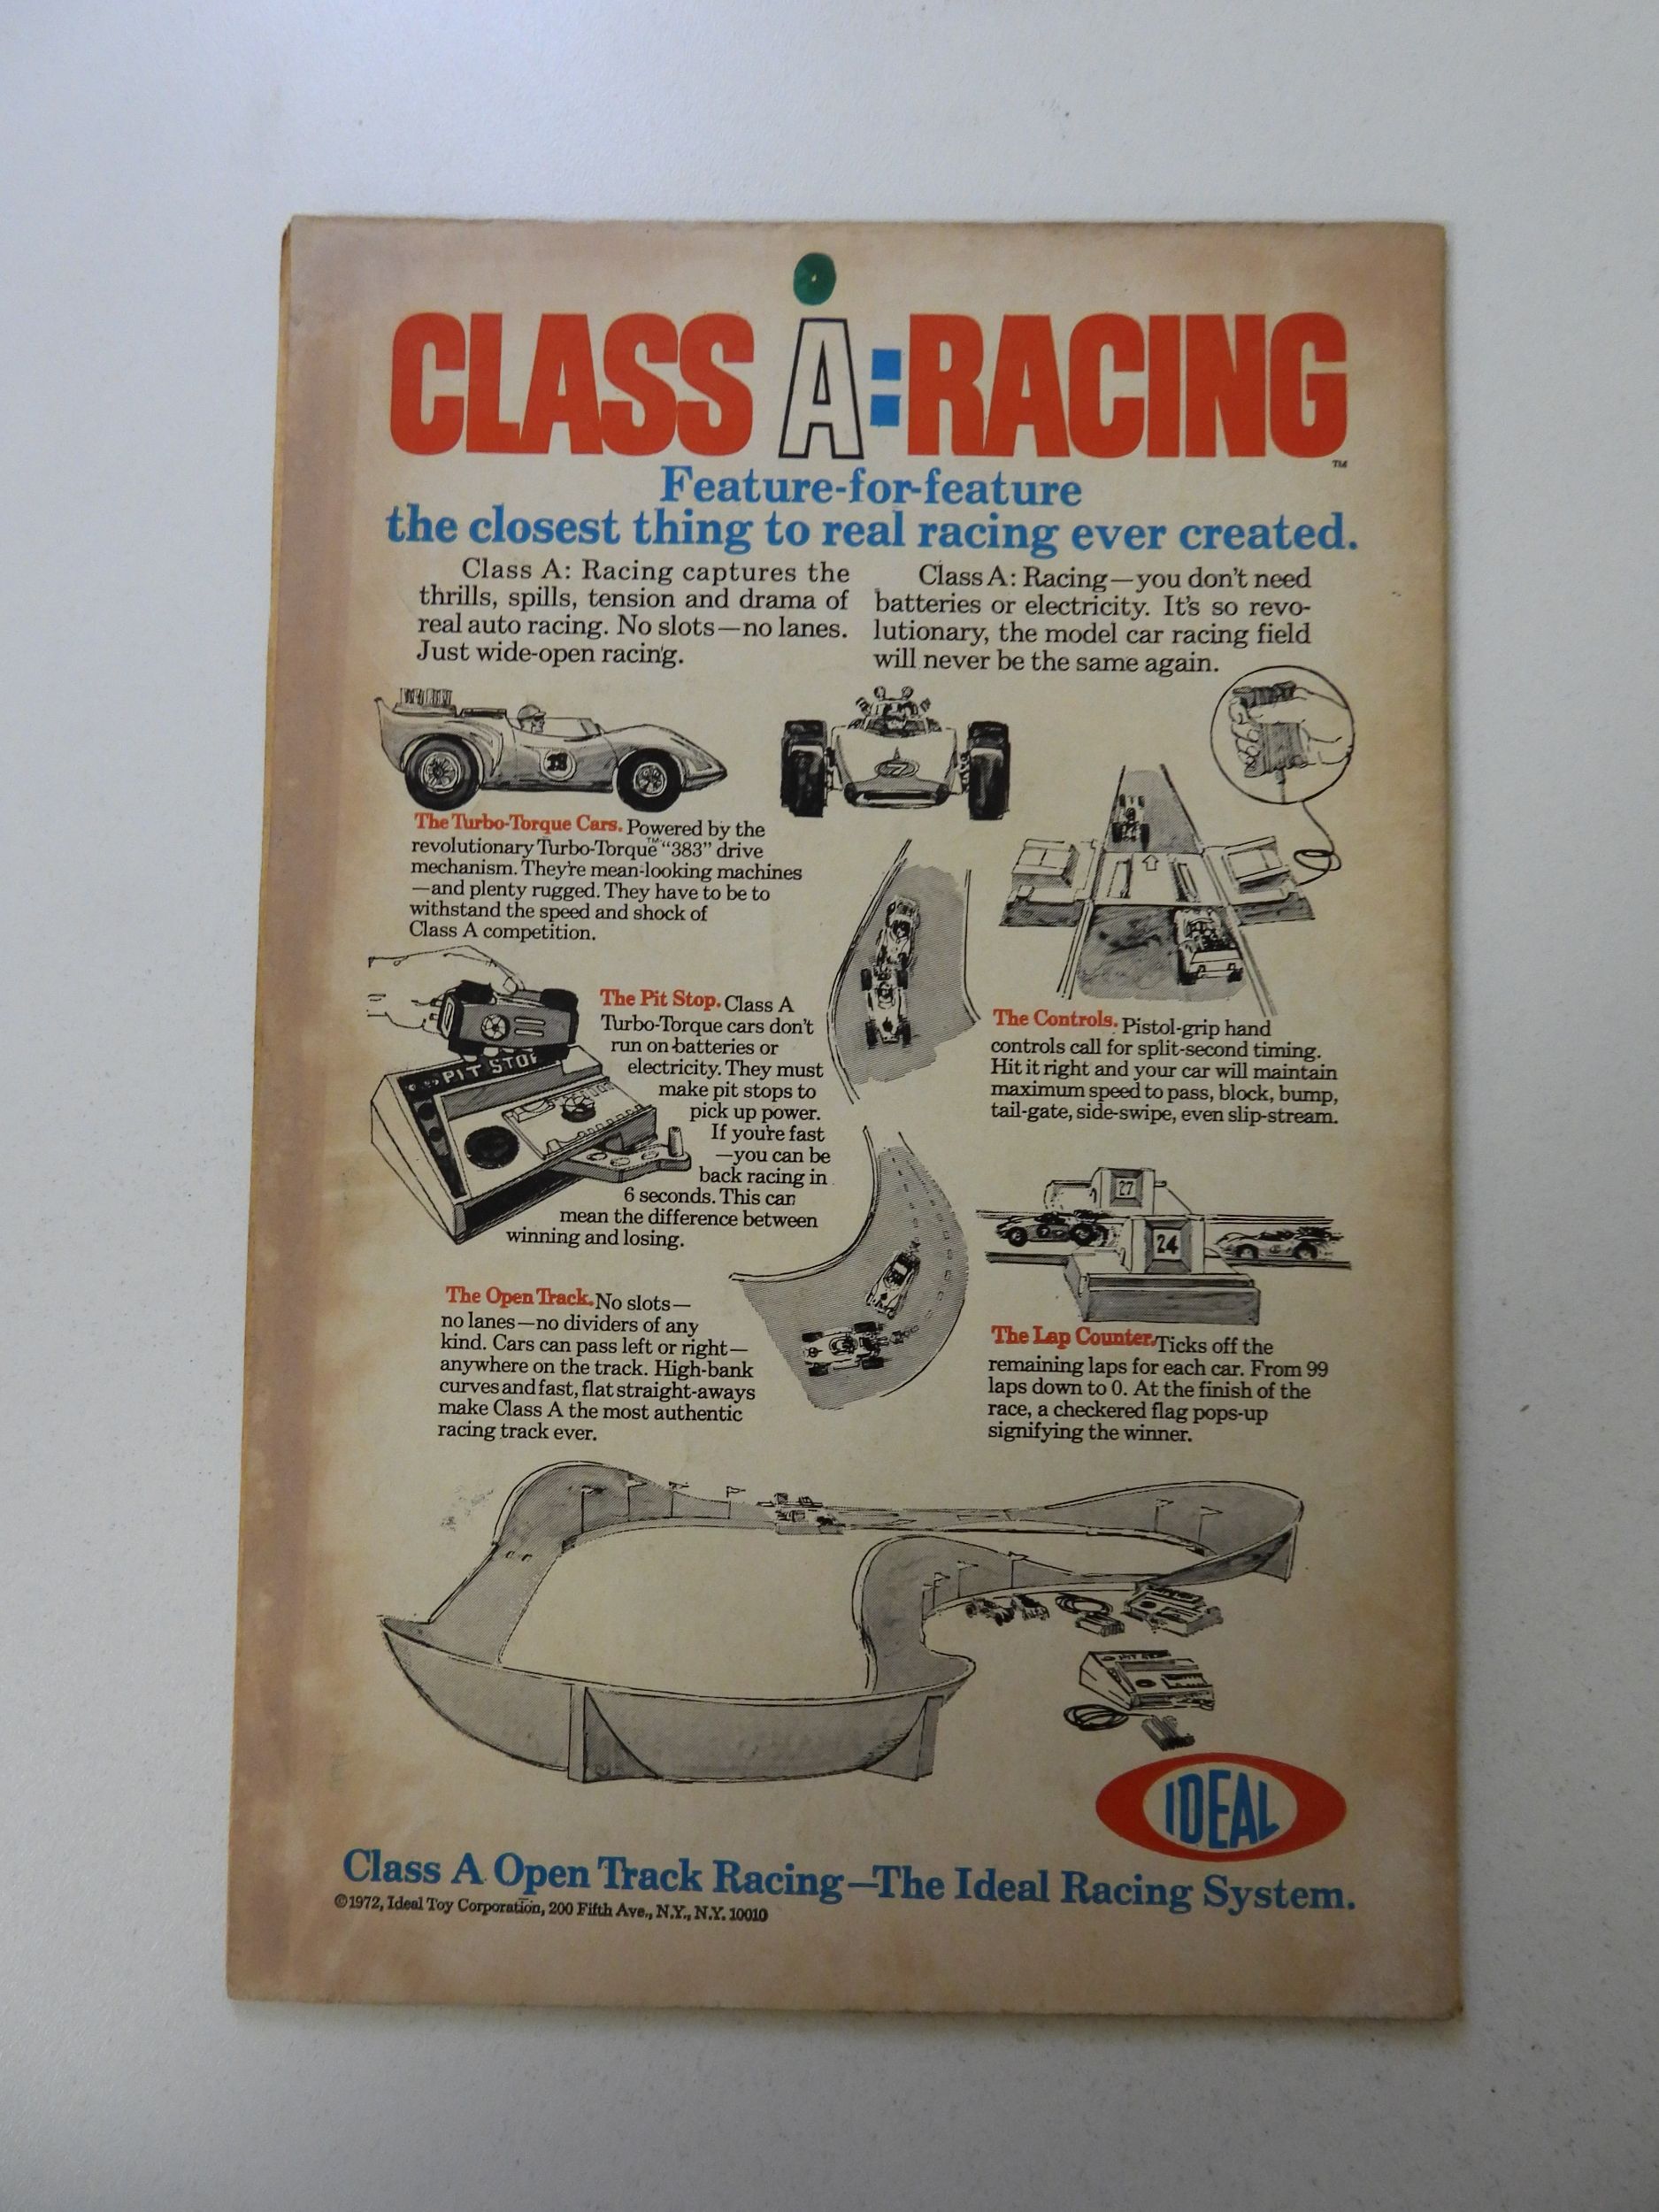 CLASS A:RACING
TM
Feature-for-feature
the closest thing to real racing ever created.
Class A: Racing captures the
thrills, spills, tension and drama of
real auto racing. No slots—no lanes.
Just wide-open racing.
Class A: Racing—you don't need
batteries or electricity. It's so revo-
lutionary, the model car racing field
will never be the same again.
The Turbo-Torque Cars. Powered by the
revolutionary Turbo-Torque™ "383" drive
mechanism. They're mean-looking machines
—and plenty rugged. They have to be to
withstand the speed and shock of
Class A competition.
PIT STOP
The Pit Stop. Class A
Turbo-Torque cars don't
run on batteries or
electricity. They must
make pit stops to
pick up power.
If you're fast
—you can be
back racing in
6 seconds. This can
mean the difference between
winning and losing.
The Controls. Pistol-grip hand
controls call for split-second timing.
Hit it right and your car will maintain
maximum speed to pass, block, bump,
tail-gate, side-swipe, even slip-stream.
27
24
The Open Track. No slots—
no lanes—no dividers of any
kind. Cars can pass left or right—
anywhere on the track. High-bank
curves and fast, flat straight-aways
make Class A the most authentic
racing track ever.
The Lap Counter. Ticks off the
remaining laps for each car. From 99
laps down to 0. At the finish of the
race, a checkered flag pops-up
signifying the winner.
IDEAL
Class A Open Track Racing—The Ideal Racing System.
©1972, Ideal Toy Corporation, 200 Fifth Ave., N.Y., N.Y. 10010